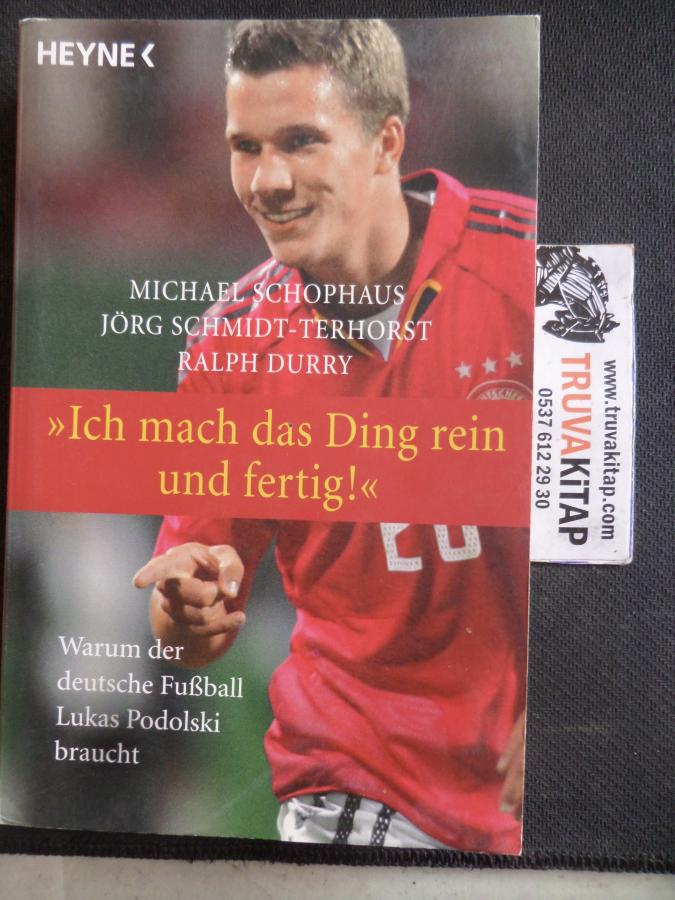 HEYNE
MICHAEL SCHOPHAUS
JÖRG SCHMIDT-TERHORST
RALPH DURRY
»Ich mach das Ding rein
und fertig!«
20
Warum der
deutsche Fußball
Lukas Podolski
braucht
www.truvakitap.com
TRUVAKiTAP
0537 612 29 30